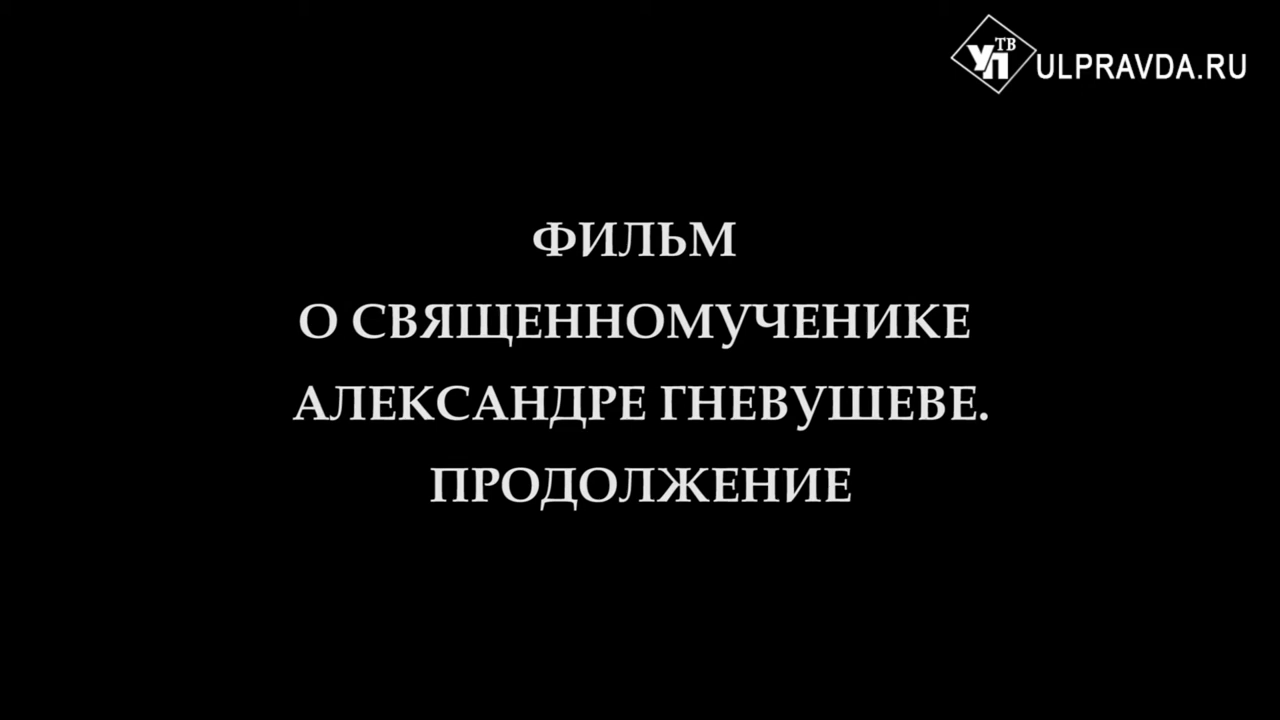 ТВ
УП
ULPRAVDA.RU
ФИЛЬМ
О СВЯЩЕННОМУЧЕНИКЕ
АЛЕКСАНДРЕ ГНЕВУШЕВЕ.
ПРОДОЛЖЕНИЕ